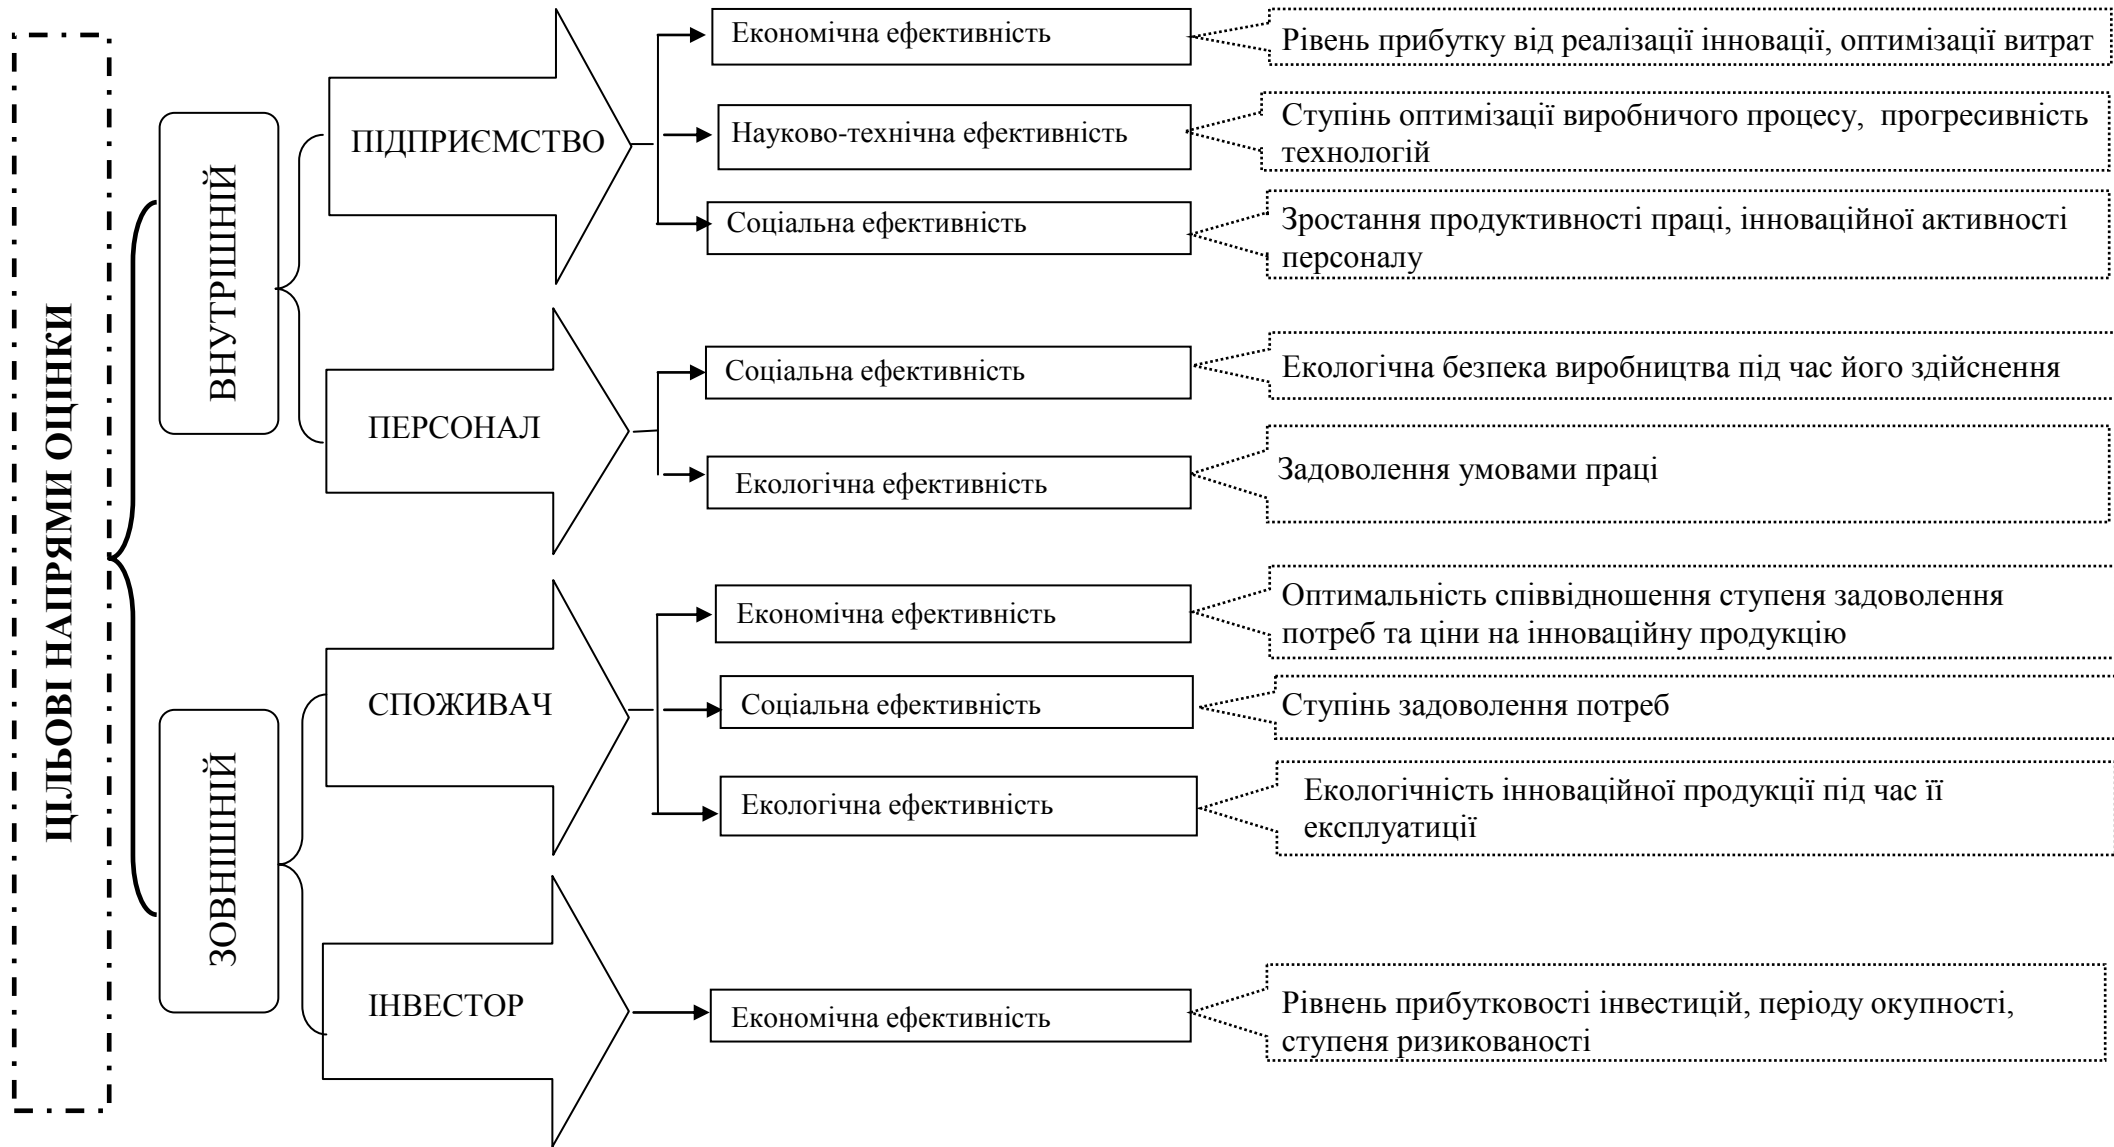 ЦІЛЬОВІ НАПРЯМИ ОЦІНКИ
ВНУТРІШНІЙ
ПІДПРИЄМСТВО
Економічна ефективність
Рівень прибутку від реалізації інновації, оптимізації витрат
Науково-технічна ефективність
Ступінь оптимізації виробничого процесу, прогресивність
технологій
Соціальна ефективність
Зростання продуктивності праці, інноваційної активності
персоналу
ПЕРСОНАЛ
Соціальна ефективність
Екологічна безпека виробництва під час його здійснення
Екологічна ефективність
Задоволення умовами праці
ЗОВНІШНІЙ
СПОЖИВАЧ
Економічна ефективність
Оптимальність співвідношення ступеня задоволення
потреб та ціни на інноваційну продукцію
Соціальна ефективність
Ступінь задоволення потреб
Екологічна ефективність
Екологічність інноваційної продукції під час її
експлуатиції
ІНВЕСТОР
Економічна ефективність
Рівнень прибутковості інвестицій, періоду окупності,
ступеня ризикованості